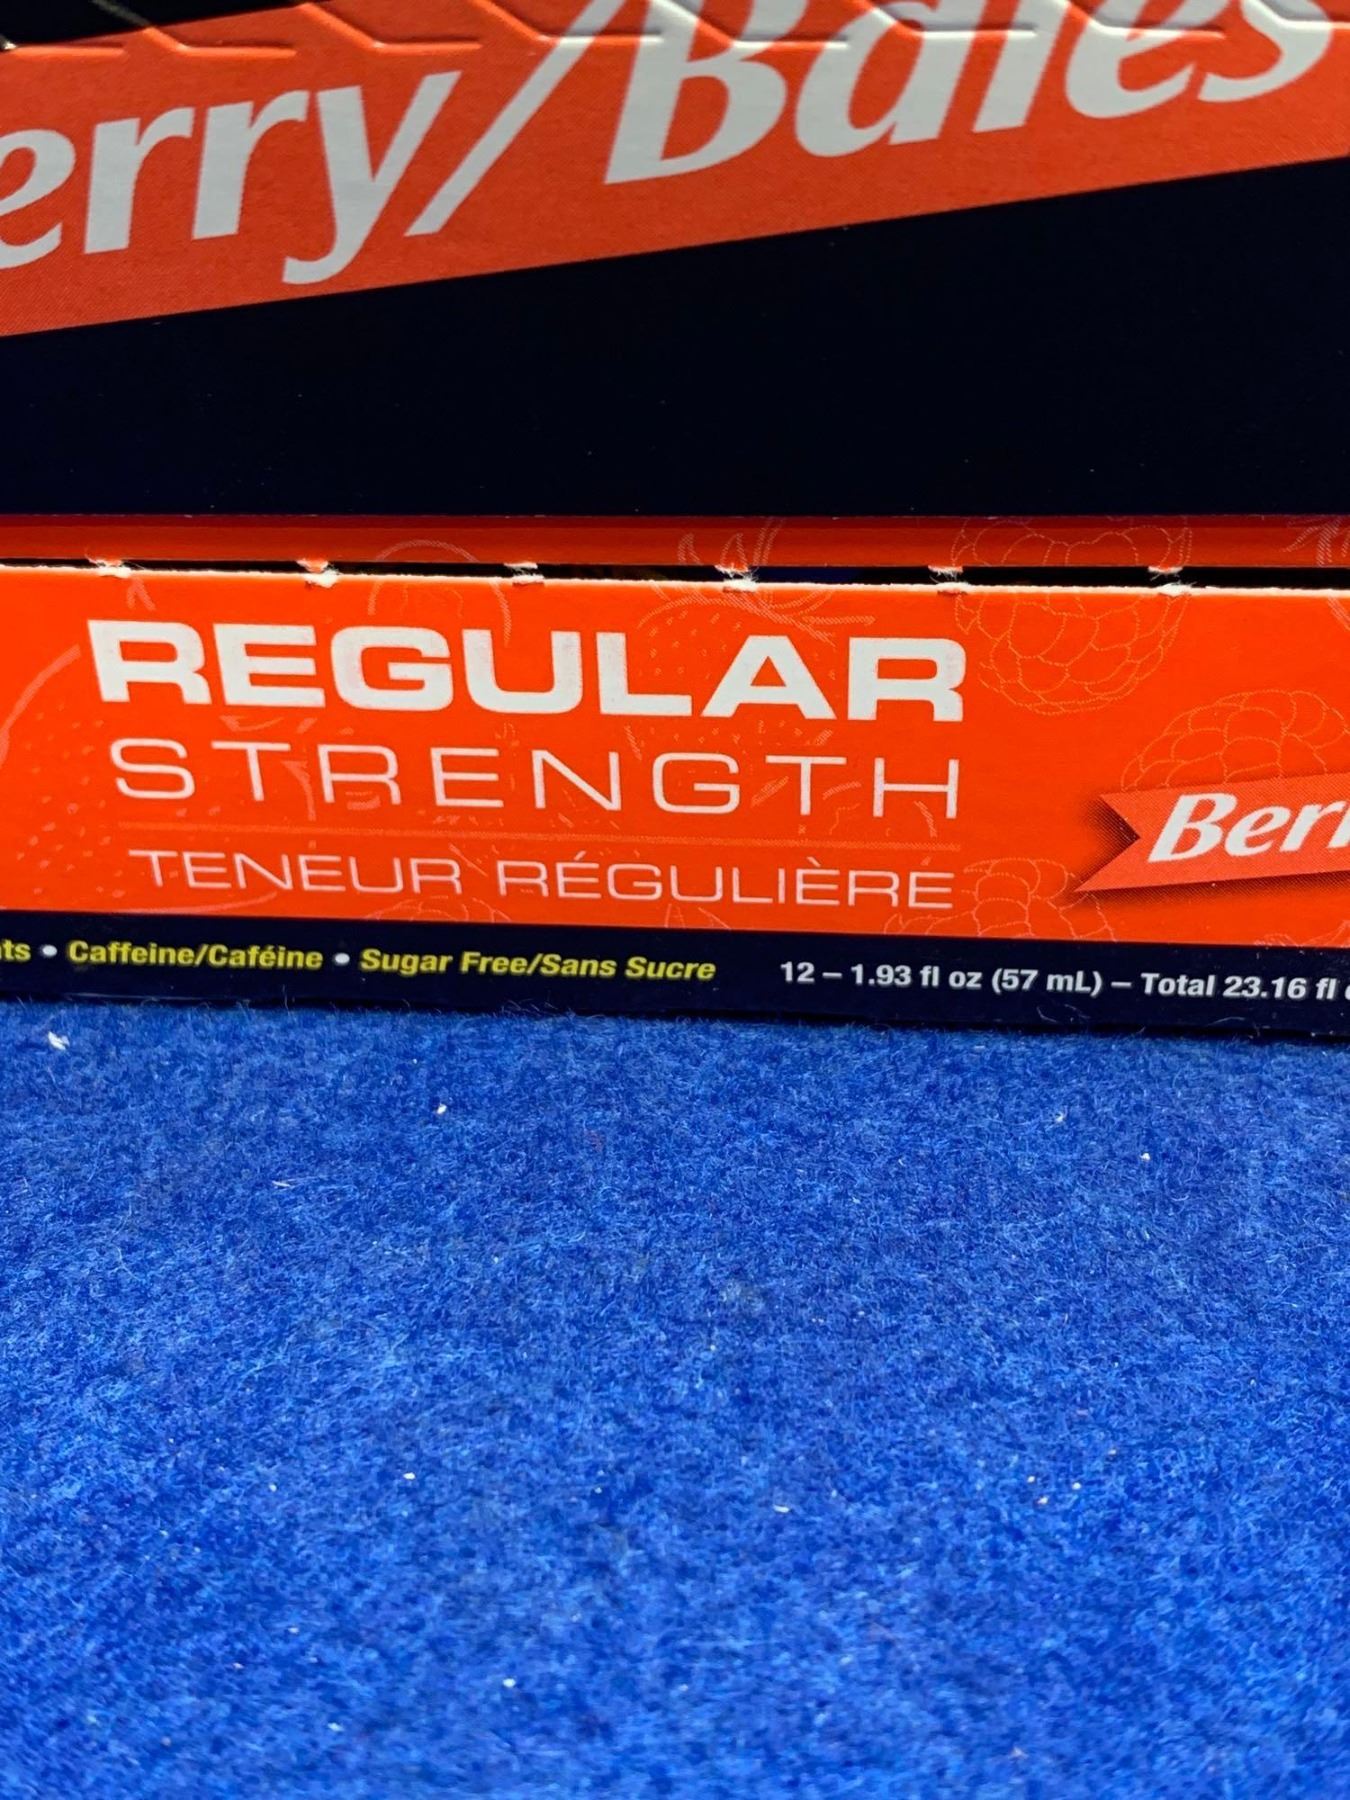 erry/Baies
REGULAR
STRENGTH
TENEUR RÉGULIÈRE
Berr
ts • Caffeine/Caféine • Sugar Free/Sans Sucre 12 – 1.93 fl oz (57 mL) – Total 23.16 fl